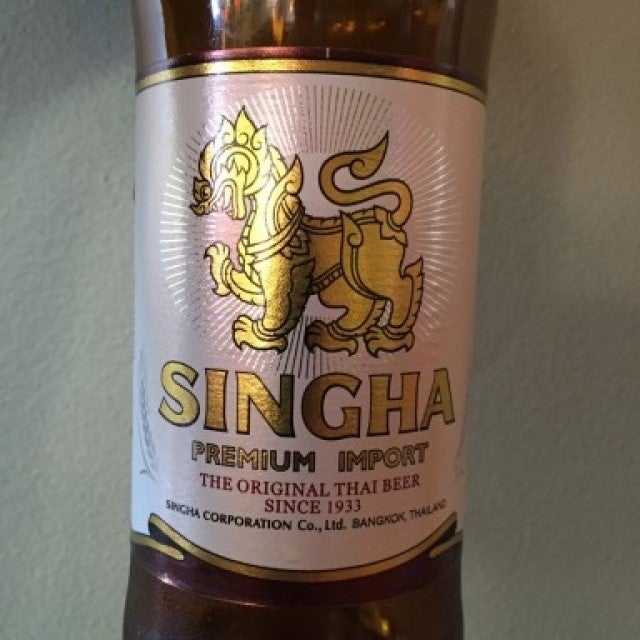 SINGHA
PREMIUM IMPORT
THE ORIGINAL THAI BEER
SINCE 1933
SINGHA CORPORATION Co., Ltd. BANGKOK, THAILAND